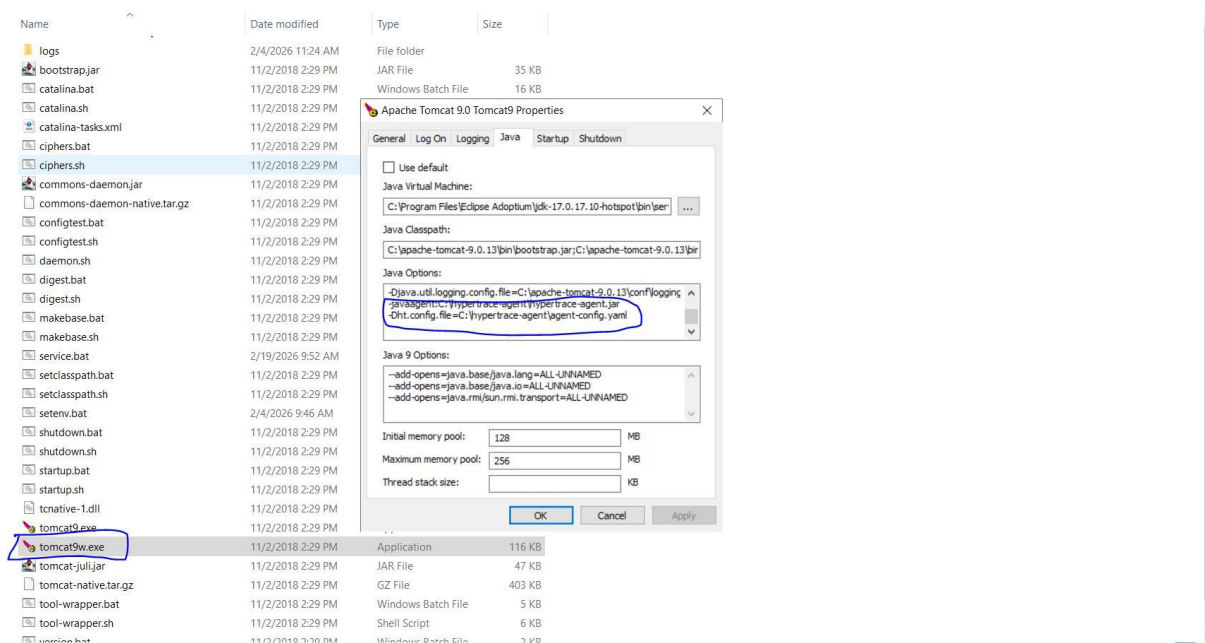 Name Date modified Type Size
logs 2/4/2026 11:24 AM File folder
bootstrap.jar 11/2/2018 2:29 PM JAR File 35 KB
catalina.bat 11/2/2018 2:29 PM Windows Batch File 16 KB
catalina.sh 11/2/2018 2:29 PM
catalina-tasks.xml 11/2/2018 2:29 PM
ciphers.bat 11/2/2018 2:29 PM
ciphers.sh 11/2/2018 2:29 PM
commons-daemon.jar 11/2/2018 2:29 PM
commons-daemon-native.tar.gz 11/2/2018 2:29 PM
configtest.bat 11/2/2018 2:29 PM
configtest.sh 11/2/2018 2:29 PM
daemon.sh 11/2/2018 2:29 PM
digest.bat 11/2/2018 2:29 PM
digest.sh 11/2/2018 2:29 PM
makebase.bat 11/2/2018 2:29 PM
makebase.sh 11/2/2018 2:29 PM
service.bat 2/19/2026 9:52 AM
setclasspath.bat 11/2/2018 2:29 PM
setclasspath.sh 11/2/2018 2:29 PM
setenv.bat 2/4/2026 9:46 AM
shutdown.bat 11/2/2018 2:29 PM
shutdown.sh 11/2/2018 2:29 PM
startup.bat 11/2/2018 2:29 PM
startup.sh 11/2/2018 2:29 PM
tcnative-1.dll 11/2/2018 2:29 PM
tomcat9.exe 11/2/2018 2:29 PM
tomcat9w.exe 11/2/2018 2:29 PM Application 116 KB
tomcat-juli.jar 11/2/2018 2:29 PM JAR File 47 KB
tomcat-native.tar.gz 11/2/2018 2:29 PM GZ File 403 KB
tool-wrapper.bat 11/2/2018 2:29 PM Windows Batch File 5 KB
tool-wrapper.sh 11/2/2018 2:29 PM Shell Script 6 KB
version.bat 11/2/2018 2:29 PM Windows Batch File 2 KB
Apache Tomcat 9.0 Tomcat9 Properties
General Log On Logging Java Startup Shutdown
Use default
Java Virtual Machine:
C:\Program Files\Eclipse Adoptium\jdk-17.0.17.10-hotspot\bin\ser ...
Java Classpath:
C:\apache-tomcat-9.0.13\bin\bootstrap.jar;C:\apache-tomcat-9.0.13\bir
Java Options:
-Djava.util.logging.config.file=C:\apache-tomcat-9.0.13\conf\logging
-javaagent:C:\hypertrace-agent\hypertrace-agent.jar
-Dht.config.file=C:\hypertrace-agent\agent-config.yaml
Java 9 Options:
--add-opens=java.base/java.lang=ALL-UNNAMED
--add-opens=java.base/java.io=ALL-UNNAMED
--add-opens=java.rmi/sun.rmi.transport=ALL-UNNAMED
Initial memory pool: 128 MB
Maximum memory pool: 256 MB
Thread stack size: KB
OK Cancel Apply